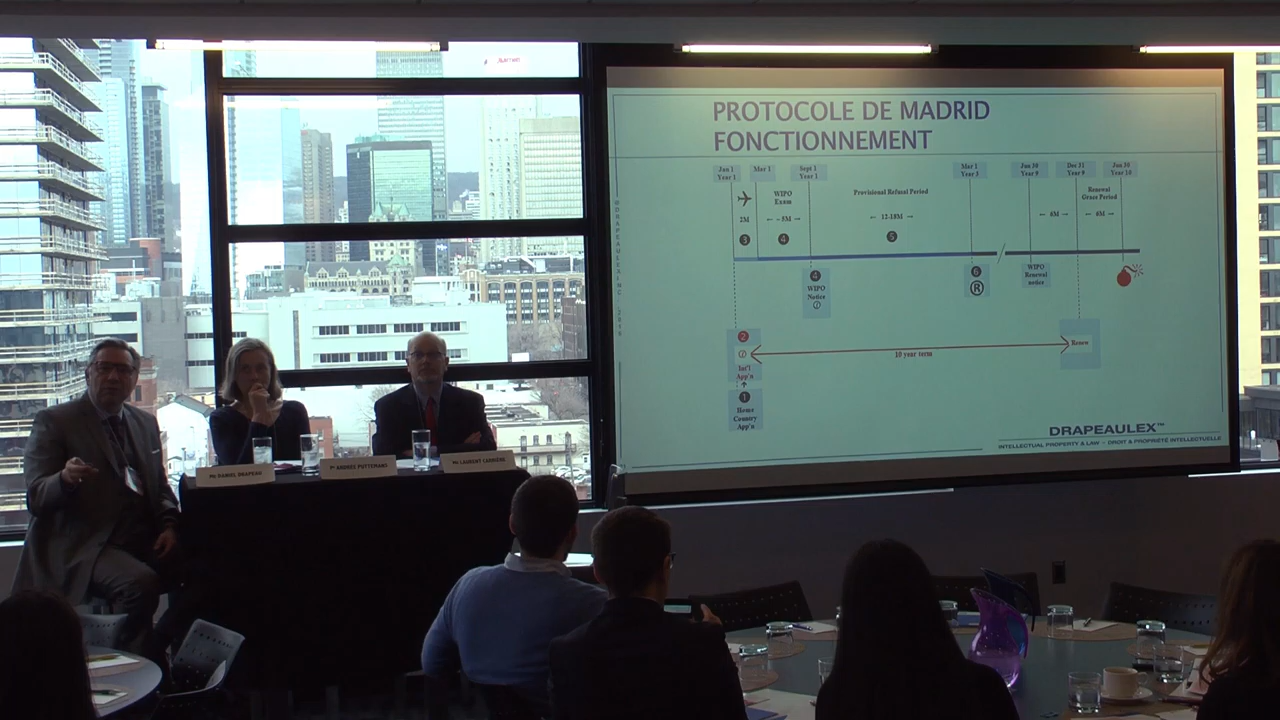 PROTOCOLE DE MADRID
FONCTIONNEMENT
Jan 1
Year 1
Mar 1
Sept 1
Year 1
Mar 1
Year 3
Jun 30
Year 9
Dec 31
Year 9
Jun 30
Year 10
WIPO
Exam
Provisional Refusal Period
Renewal
Grace Period
2M
← ~5M →
← 12-18M →
← 6M →
← 6M →
3
4
5
4
WIPO
Notice
6
R
WIPO
Renewal
notice
2
Int'l
App'n
10 year term
Renew
1
Home
Country
App'n
DRAPEAULEX™
INTELLECTUAL PROPERTY & LAW • DROIT & PROPRIÉTÉ INTELLECTUELLE
Me DANIEL DRAPEAU
Pr ANDRÉE PUTTEMANS
Me LAURENT CARRIÈRE